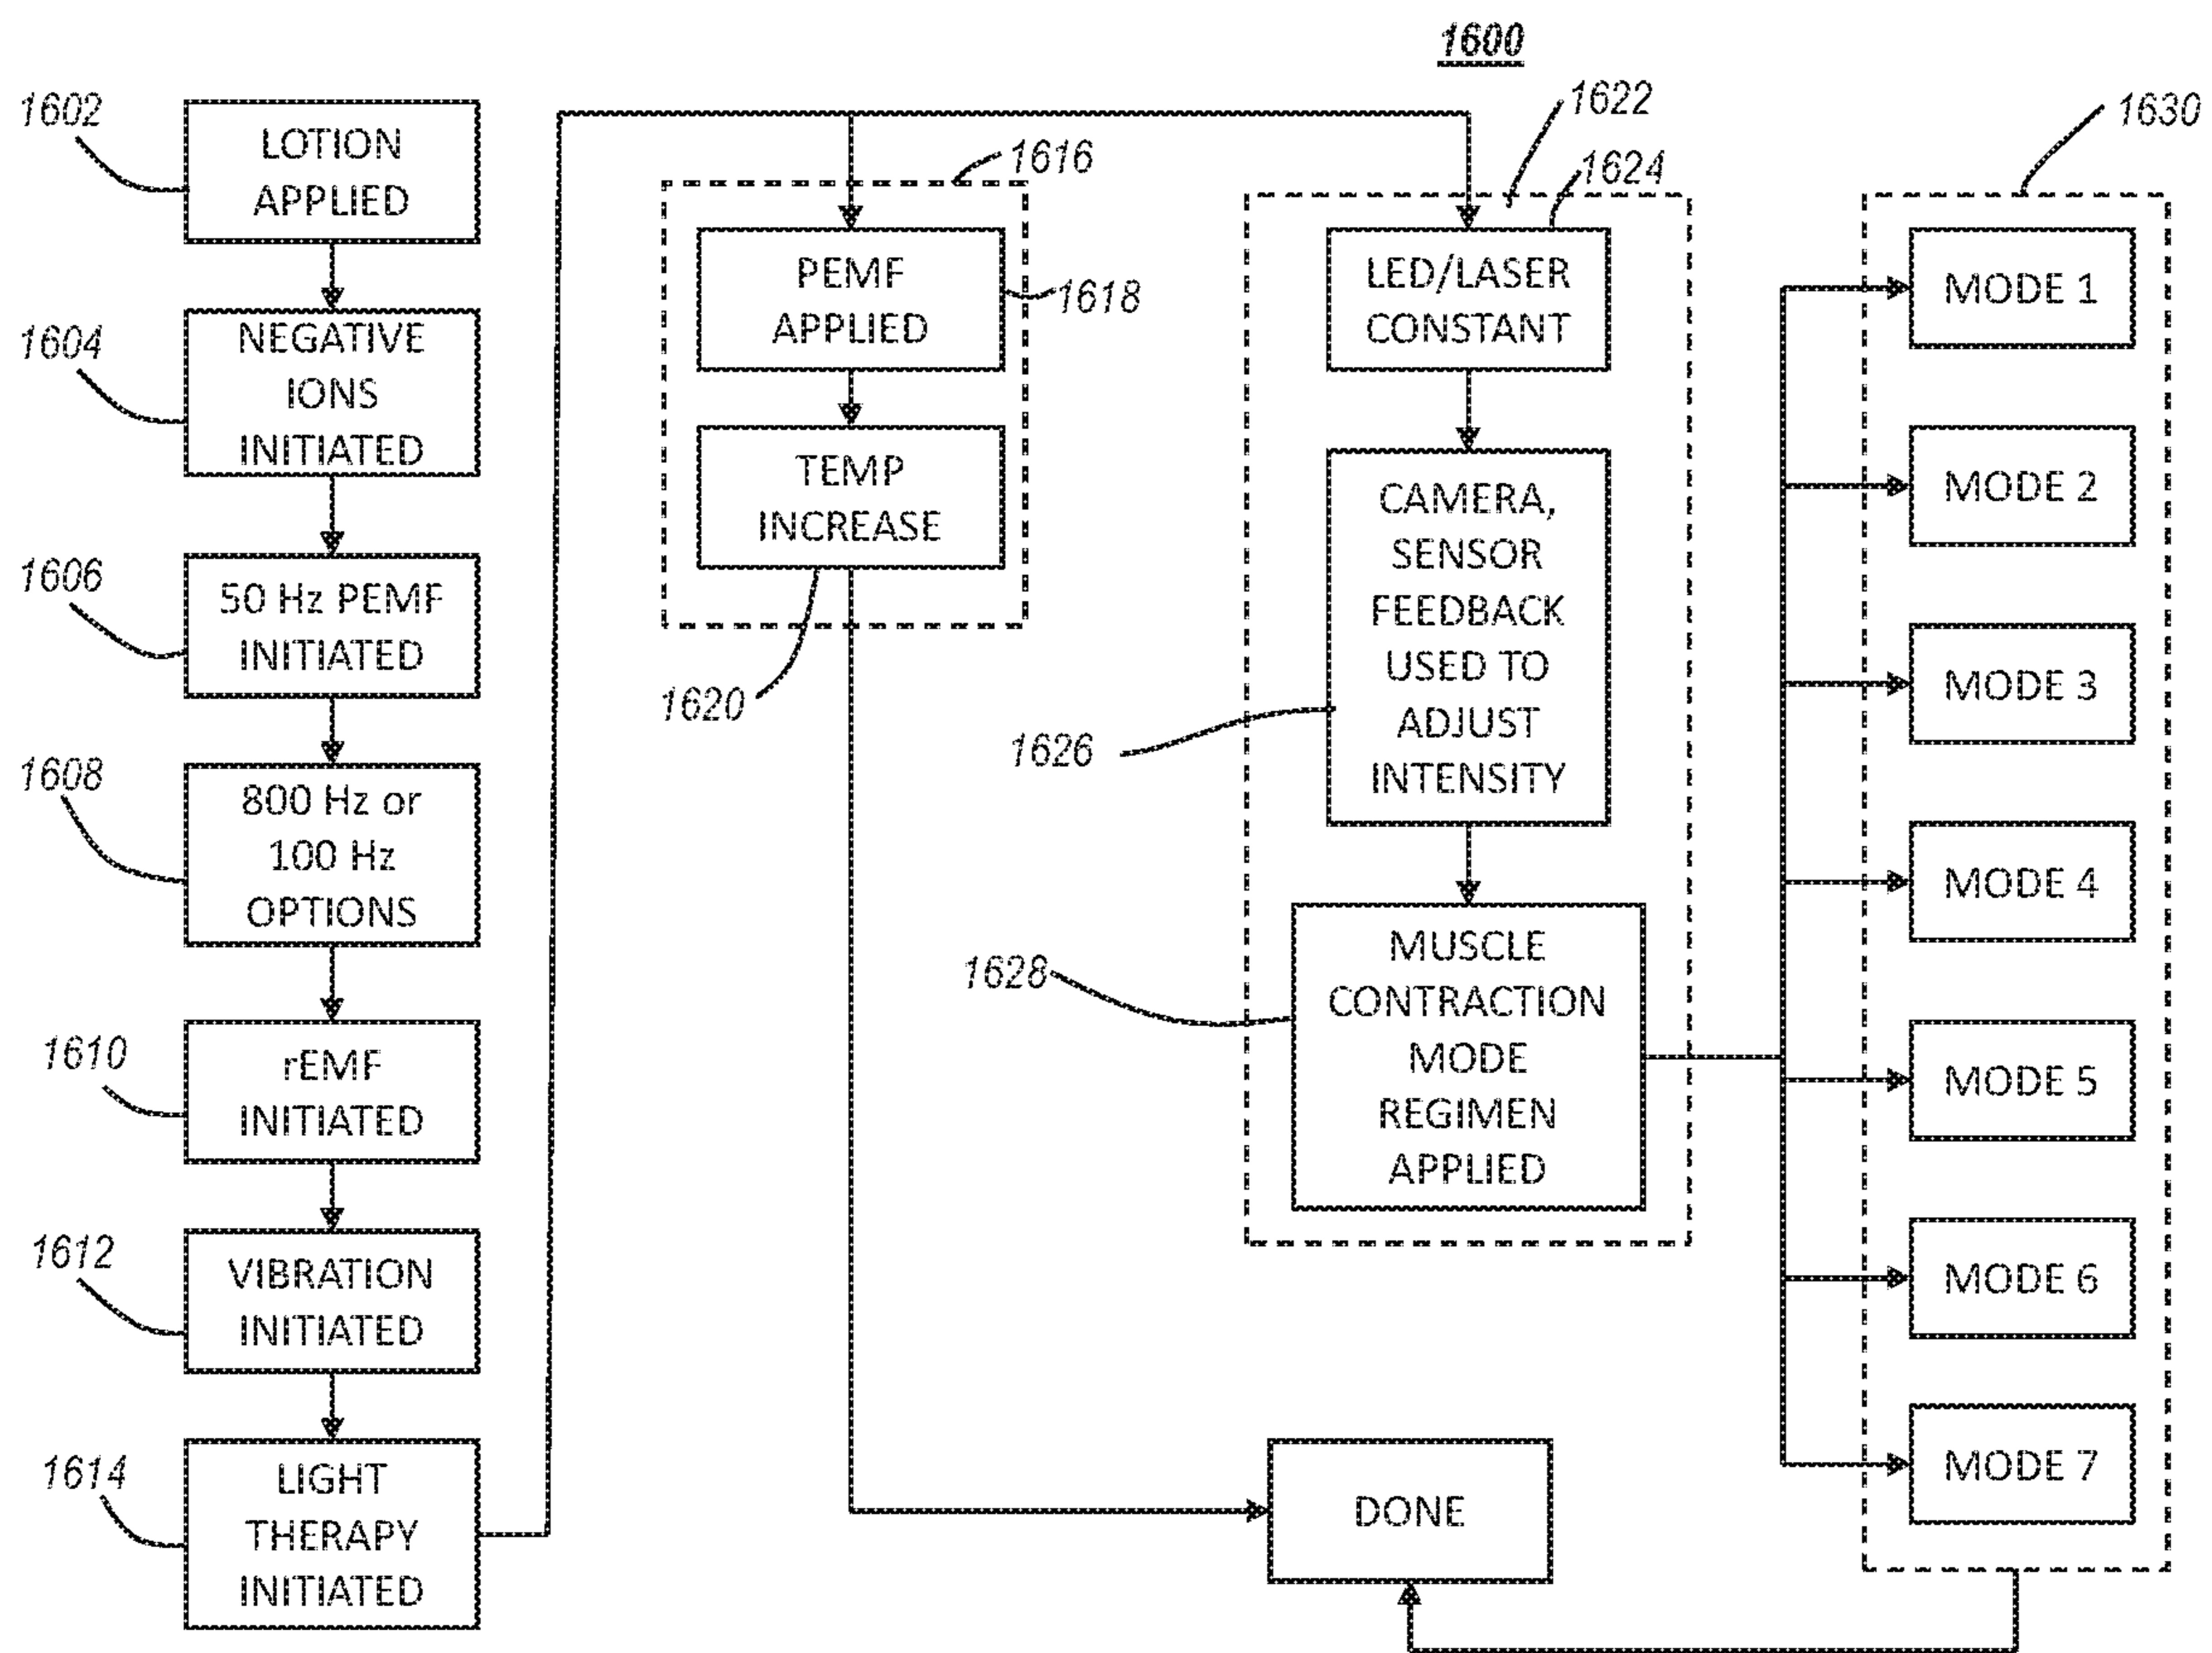 1600
1602
LOTION
APPLIED
1604
NEGATIVE
IONS
INITIATED
1606
50 Hz PEMF
INITIATED
1608
800 Hz or
100 Hz
OPTIONS
1610
rEMF
INITIATED
1612
VIBRATION
INITIATED
1614
LIGHT
THERAPY
INITIATED
1616
PEMF
APPLIED
1618
TEMP
INCREASE
1620
1622
1624
LED/LASER
CONSTANT
CAMERA,
SENSOR
FEEDBACK
USED TO
ADJUST
INTENSITY
1626
MUSCLE
CONTRACTION
MODE
REGIMEN
APPLIED
1628
1630
MODE 1
MODE 2
MODE 3
MODE 4
MODE 5
MODE 6
MODE 7
DONE